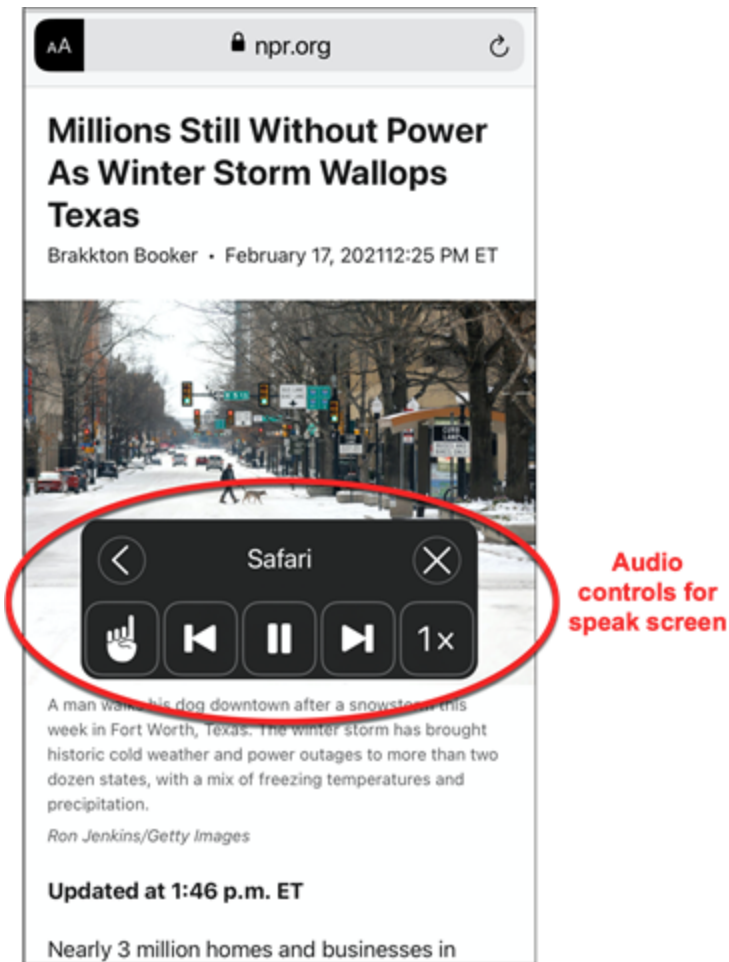 AA npr.org
Millions Still Without Power
As Winter Storm Wallops
Texas
Brakkton Booker • February 17, 202112:25 PM ET
Safari
1x
Audio
controls for
speak screen
A man walks his dog downtown after a snowstorm this
week in Fort Worth, Texas. The winter storm has brought
historic cold weather and power outages to more than two
dozen states, with a mix of freezing temperatures and
precipitation.
Ron Jenkins/Getty Images
Updated at 1:46 p.m. ET
Nearly 3 million homes and businesses in